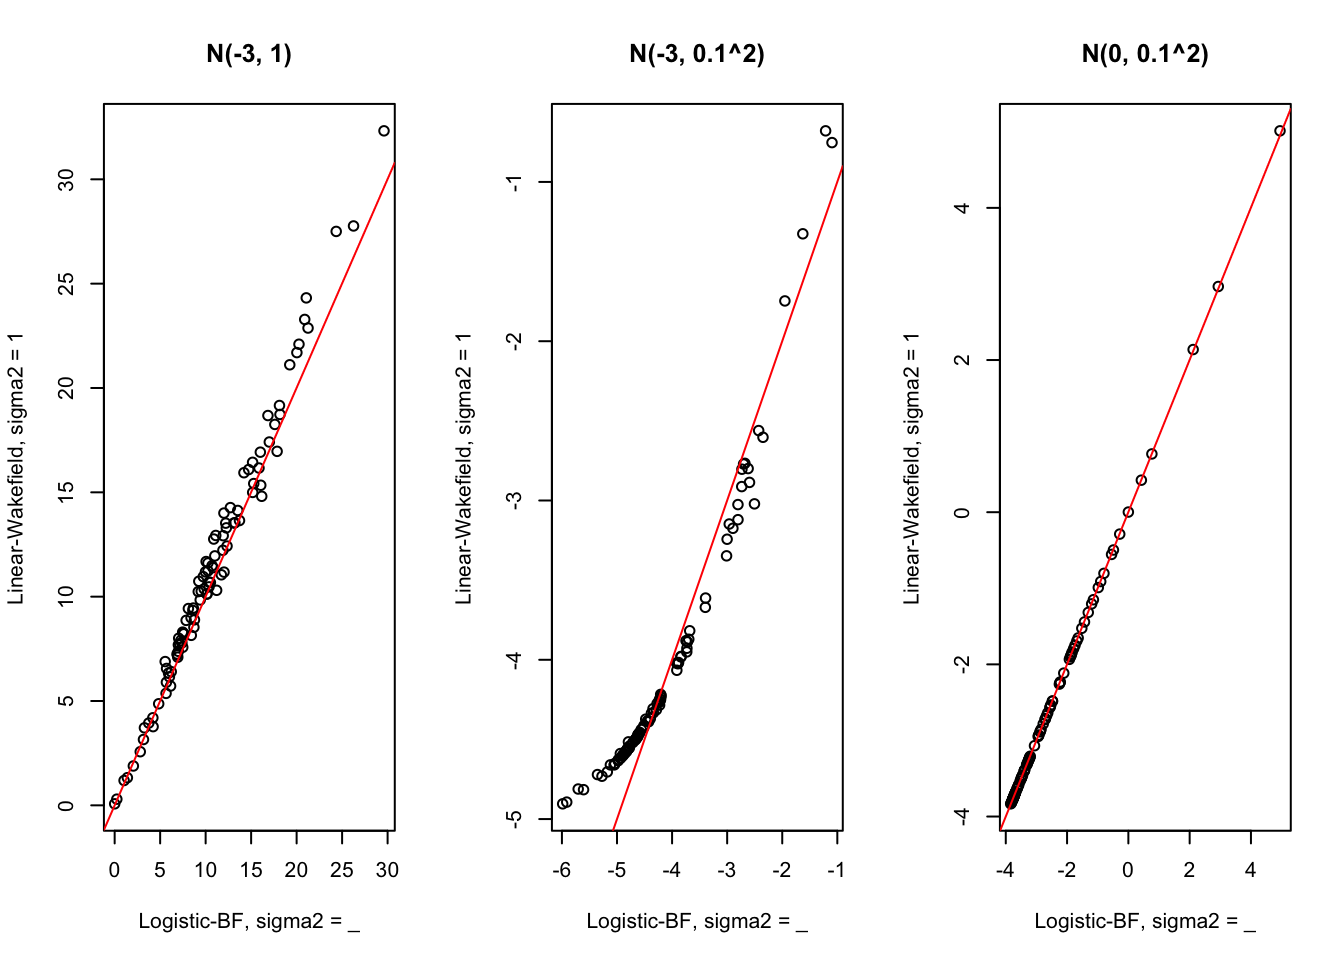 N(-3, 1)
Linear-Wakefield, sigma2 = 1
30
25
20
15
10
5
0
0 5 10 15 20 25 30
Logistic-BF, sigma2 = _
N(-3, 0.1^2)
Linear-Wakefield, sigma2 = 1
-1
-2
-3
-4
-5
-6 -5 -4 -3 -2 -1
Logistic-BF, sigma2 = _
N(0, 0.1^2)
Linear-Wakefield, sigma2 = 1
4
2
0
-2
-4
-4 -2 0 2 4
Logistic-BF, sigma2 = _